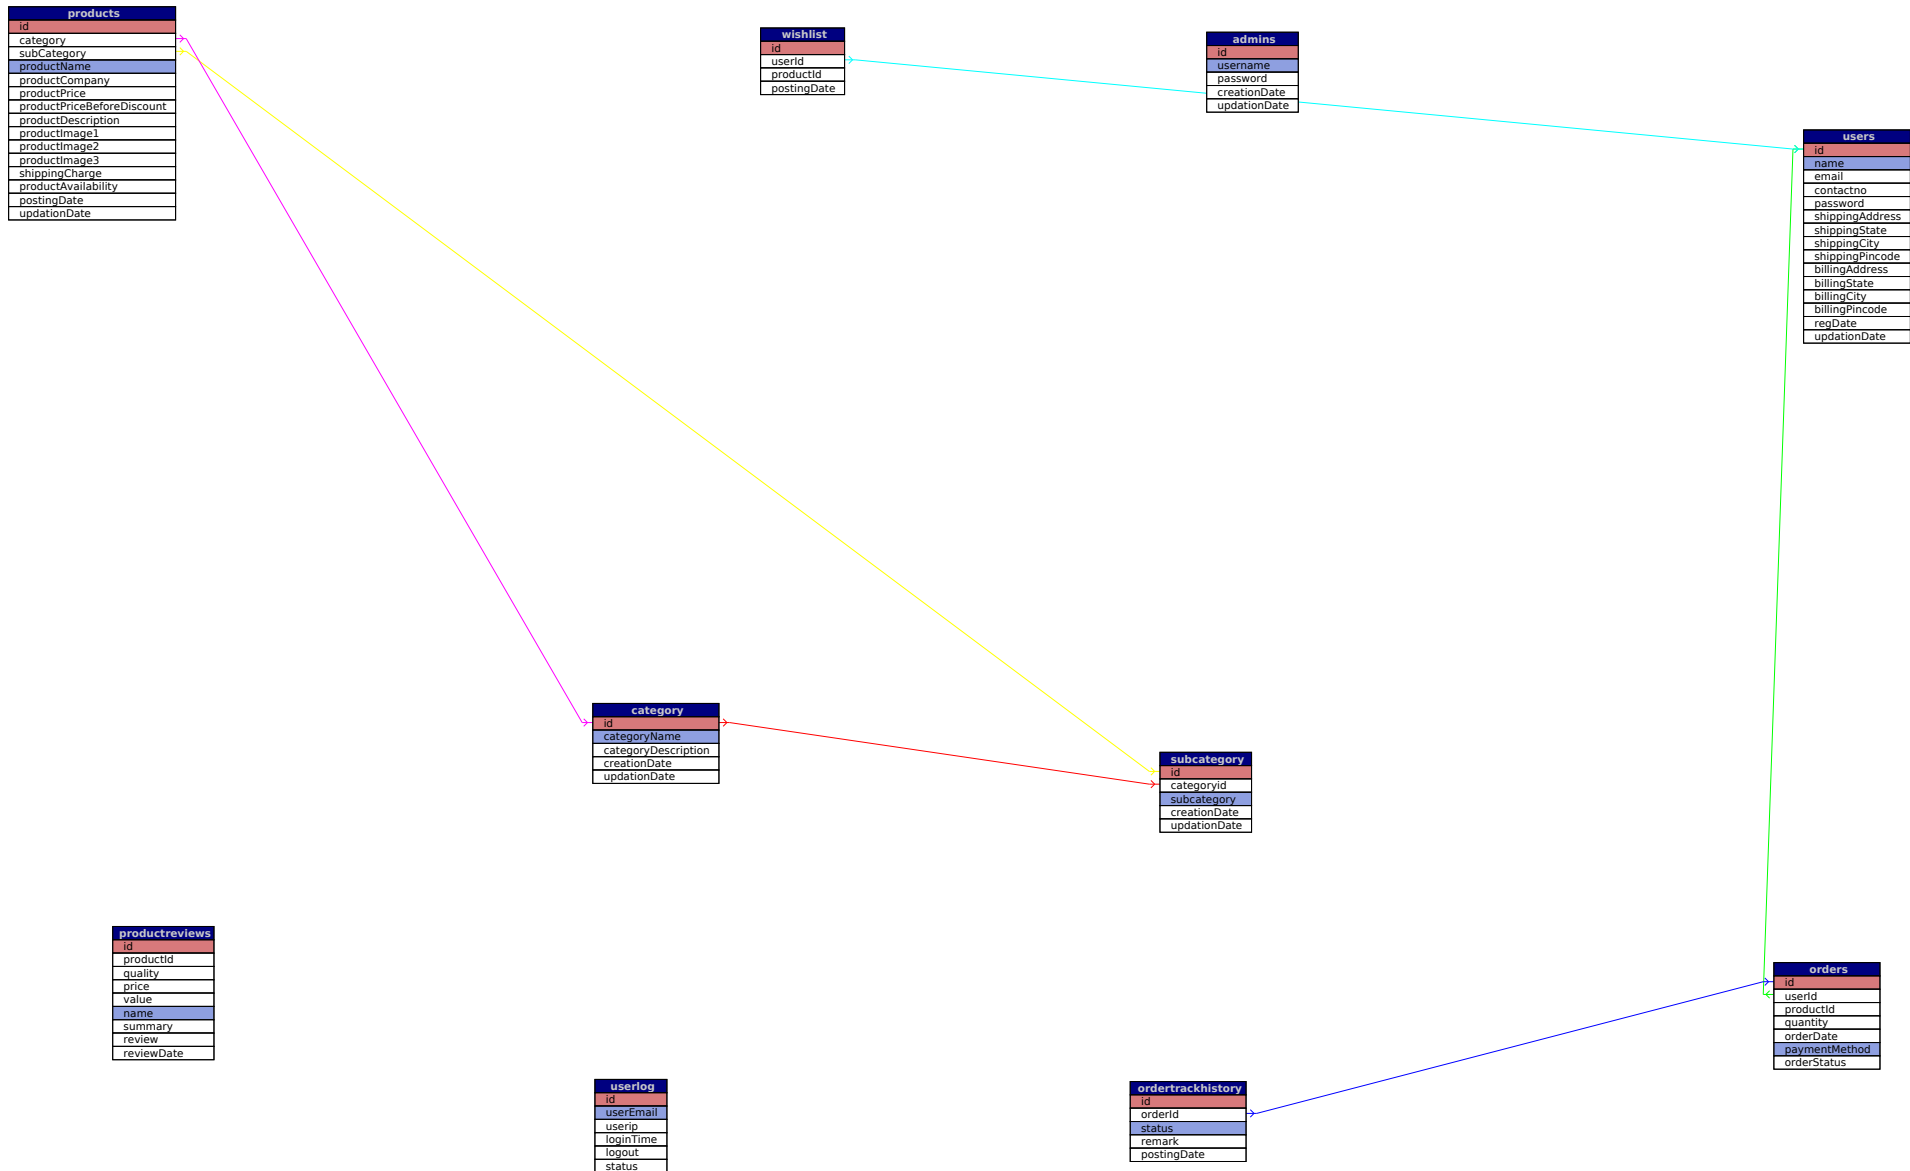 products
id
category
subCategory
productName
productCompany
productPrice
productPriceBeforeDiscount
productDescription
productImage1
productImage2
productImage3
shippingCharge
productAvailability
postingDate
updationDate
wishlist
id
userId
productId
postingDate
admins
id
username
password
creationDate
updationDate
users
id
name
email
contactno
password
shippingAddress
shippingState
shippingCity
shippingPincode
billingAddress
billingState
billingCity
billingPincode
regDate
updationDate
category
id
categoryName
categoryDescription
creationDate
updationDate
subcategory
id
categoryid
subcategory
creationDate
updationDate
productreviews
id
productId
quality
price
value
name
summary
review
reviewDate
orders
id
userId
productId
quantity
orderDate
paymentMethod
orderStatus
userlog
id
userEmail
userip
loginTime
logout
status
ordertrackhistory
id
orderId
status
remark
postingDate